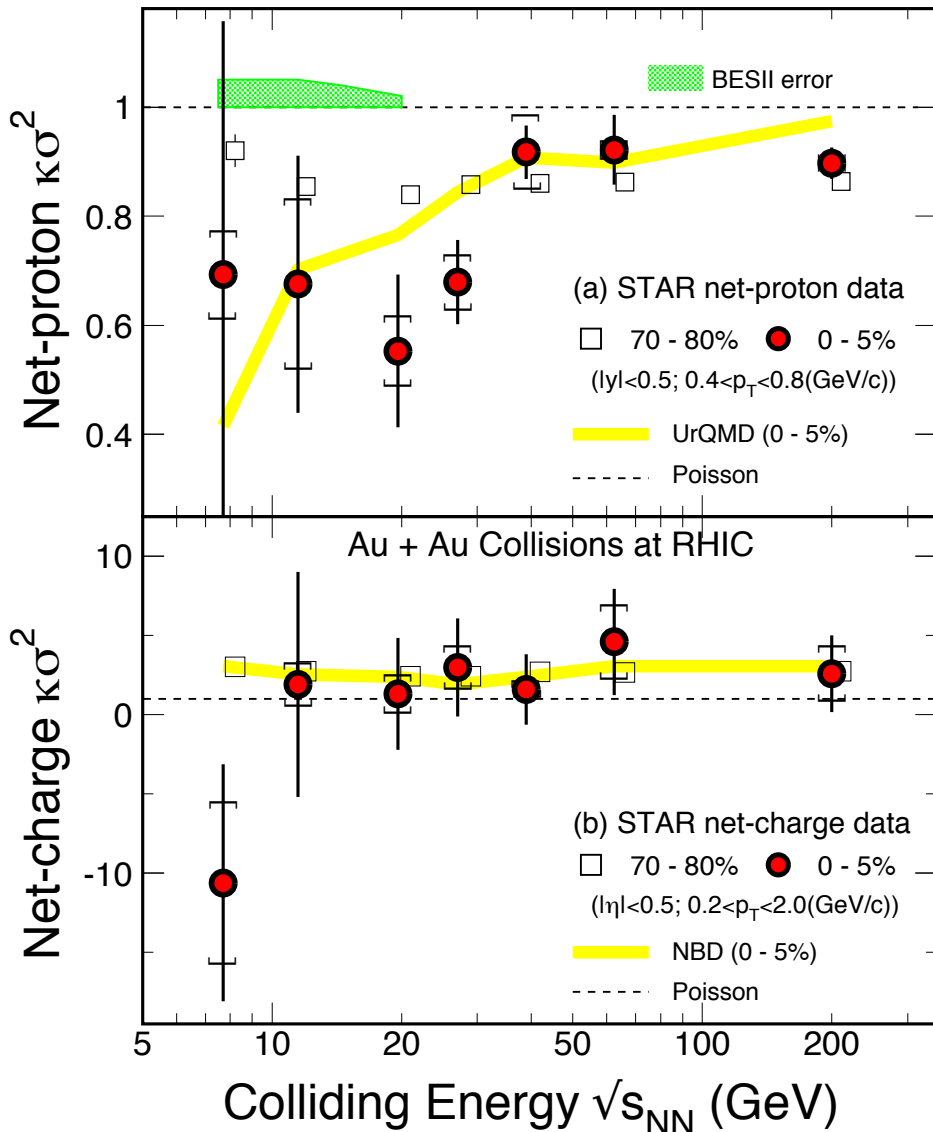 Net-proton κσ²
1
0.8
0.6
0.4
BESII error
(a) STAR net-proton data
70 - 80% 0 - 5%
(|y|<0.5; 0.4<p_T<0.8(GeV/c))
UrQMD (0 - 5%)
Poisson
Net-charge κσ²
Au + Au Collisions at RHIC
10
0
-10
(b) STAR net-charge data
70 - 80% 0 - 5%
(|η|<0.5; 0.2<p_T<2.0(GeV/c))
NBD (0 - 5%)
Poisson
5 10 20 50 100 200
Colliding Energy √s_NN (GeV)